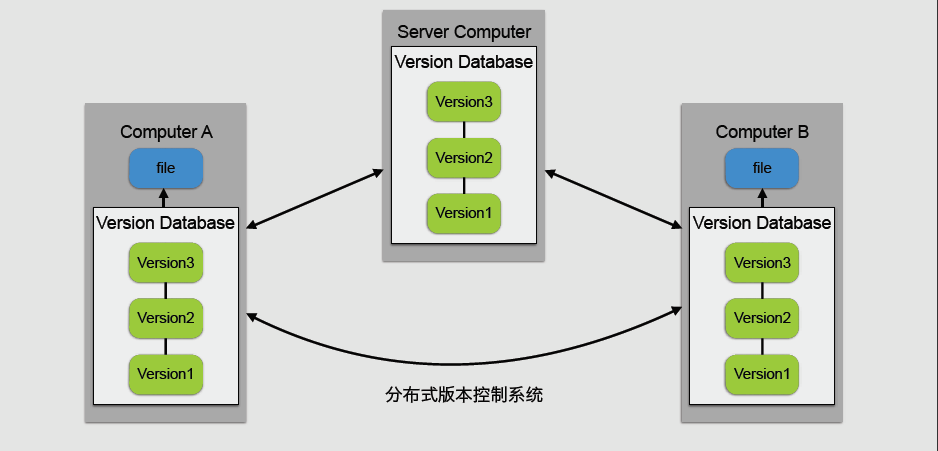 Server Computer
Version Database
Version3
Version2
Version1
Computer A
file
Version Database
Version3
Version2
Version1
Computer B
file
Version Database
Version3
Version2
Version1
分布式版本控制系统